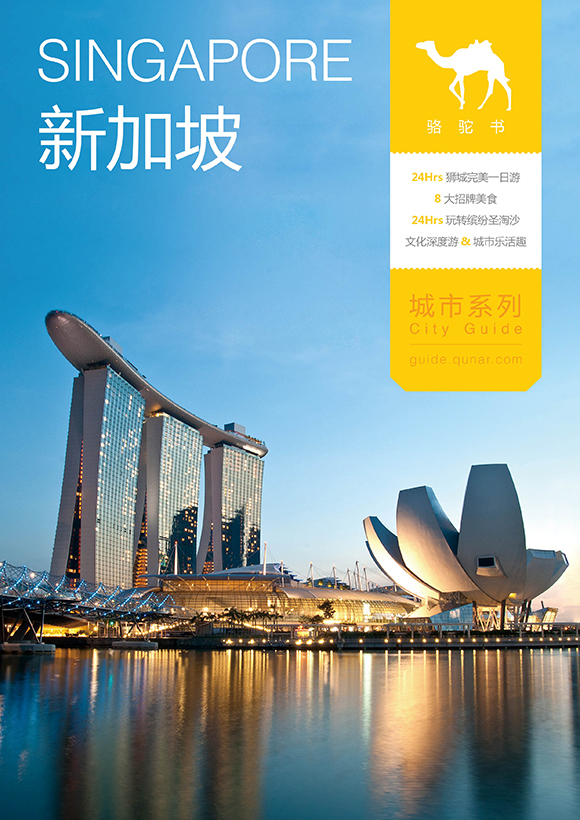 SINGAPORE
新加坡
骆驼书
24Hrs 狮城完美一日游
8 大招牌美食
24Hrs 玩转缤纷圣淘沙
文化深度游 & 城市乐活趣
城市系列
City Guide
guide.qunar.com